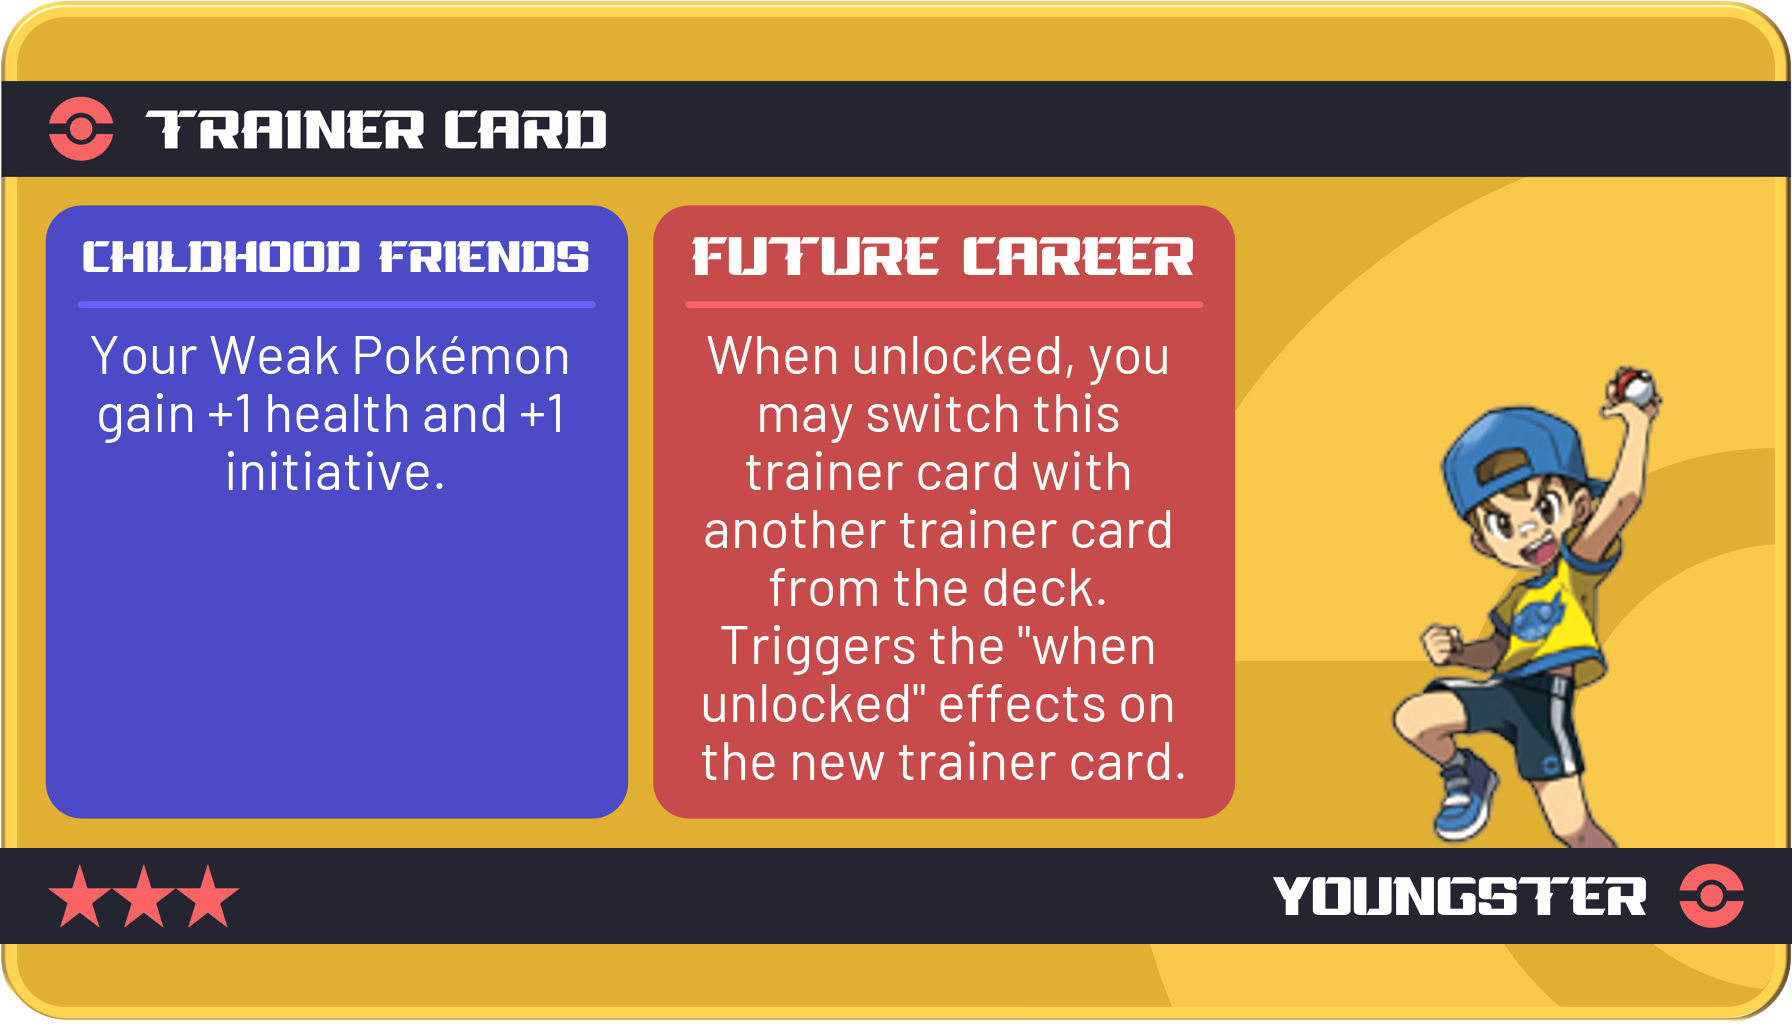 TRAINER CARD
CHILDHOOD FRIENDS
Your Weak Pokémon
gain +1 health and +1
initiative.
FUTURE CAREER
When unlocked, you
may switch this
trainer card with
another trainer card
from the deck.
Triggers the "when
unlocked" effects on
the new trainer card.
YOUNGSTER